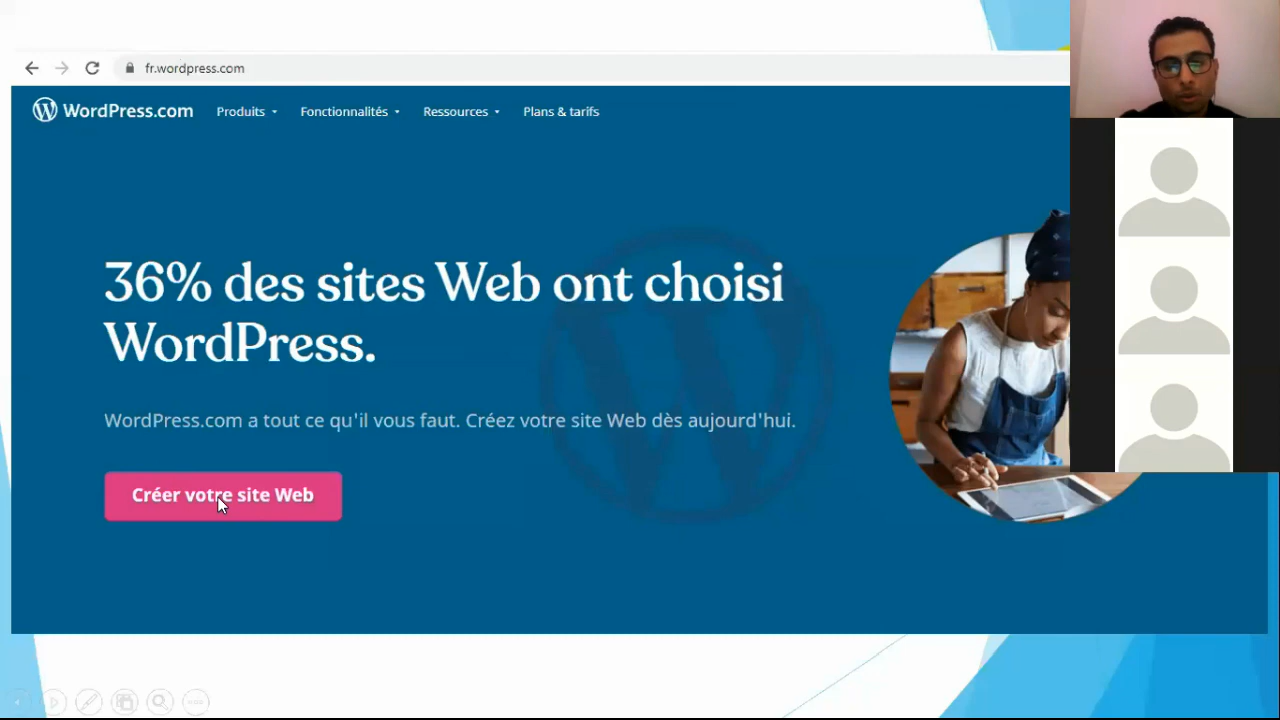 fr.wordpress.com
WordPress.com Produits Fonctionnalités Ressources Plans & tarifs
36% des sites Web ont choisi
WordPress.
WordPress.com a tout ce qu'il vous faut. Créez votre site Web dès aujourd'hui.
Créer votre site Web